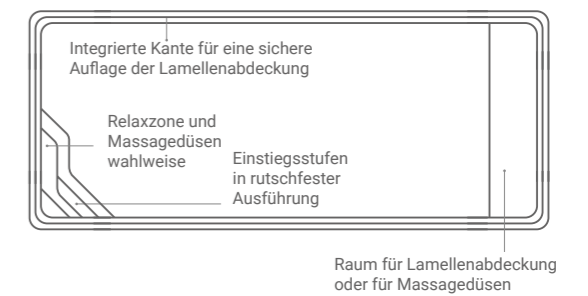 Integrierte Kante für eine sichere
Auflage der Lamellenabdeckung
Relaxzone und
Massagedüsen
wahlweise
Einstiegsstufen
in rutschfester
Ausführung
Raum für Lamellenabdeckung
oder für Massagedüsen